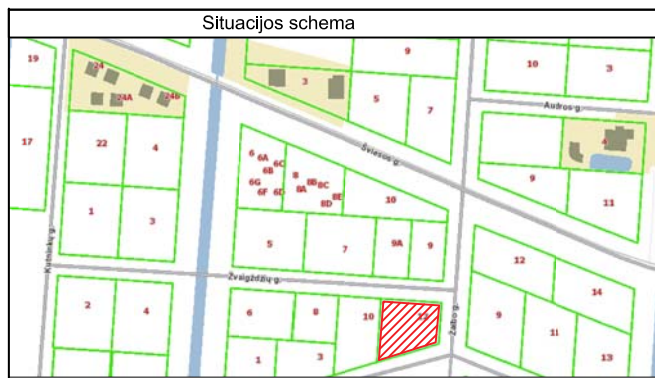 Situacijos schema
9
19
10
3
24
3
24A
24B
5
7
Audros g.
17
22
4
Šviesos g.
4
6
6A
6C
6B
8
8B
8C
6G
6F
6D
8A
8E
8D
10
9
11
1
3
5
7
9A
9
Kutninkų g.
12
Žvaigždžių g.
14
2
4
6
8
10
12
Žaibo g.
9
11
13
1
3